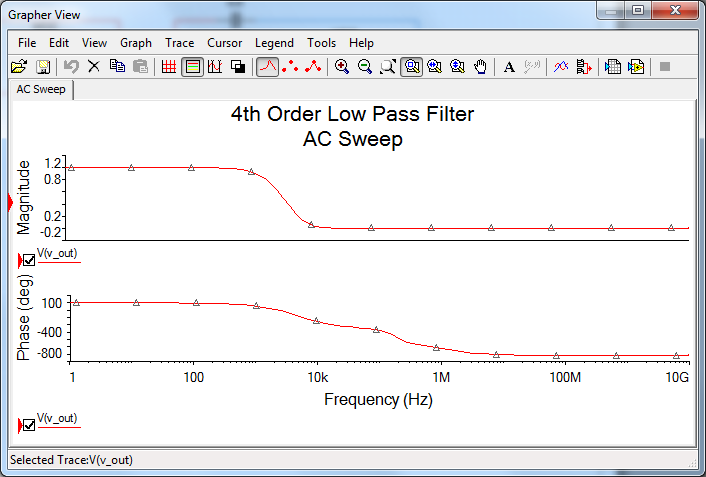 Grapher View
File Edit View Graph Trace Cursor Legend Tools Help
A
AC Sweep
4th Order Low Pass Filter
AC Sweep
Magnitude
1.2
0.8
0.2
-0.2
V(v_out)
Phase (deg)
100
-400
-800
1 100 10k 1M 100M 10G
Frequency (Hz)
V(v_out)
Selected Trace:V(v_out)